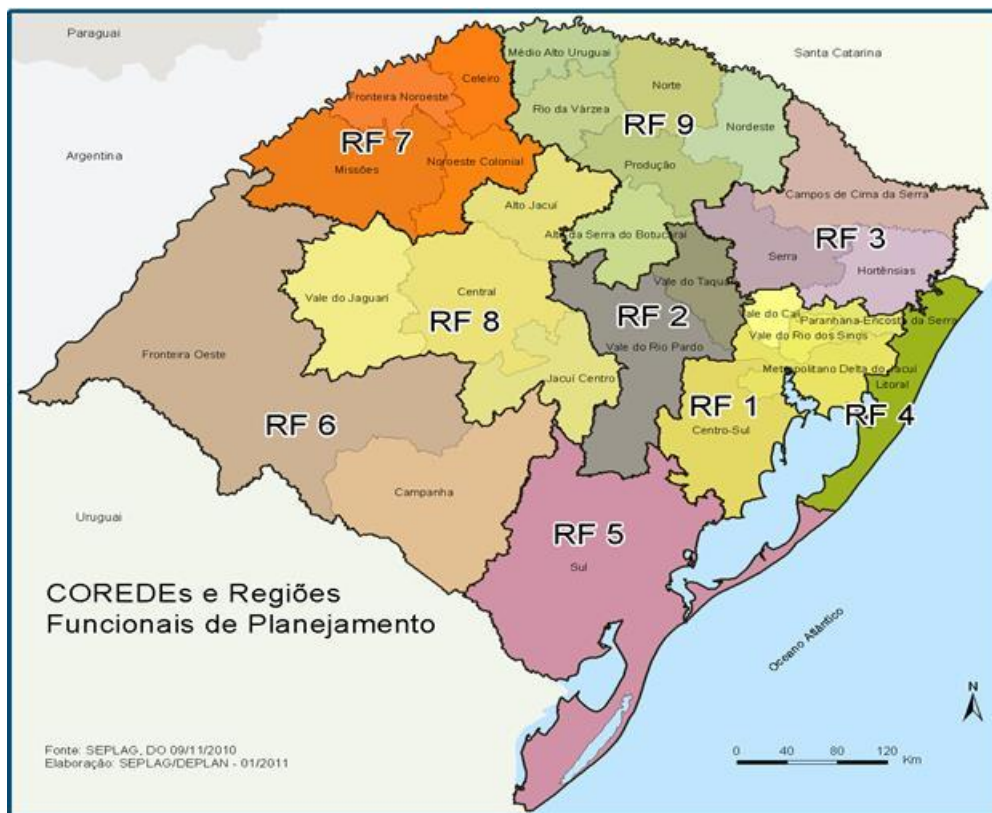 Paraguai
Santa Catarina
Médio Alto Uruguai
Celeiro
Norte
Fronteira Noroeste
Rio da Várzea
RF 9
Nordeste
RF 7
Argentina
Missões
Noroeste Colonial
Produção
Alto Jacuí
Campos de Cima da Serra
Alto da Serra do Botucaraí
RF 3
Serra
Hortênsias
Vale do Jaguari
Central
Vale do Taquari
RF 8
RF 2
Vale do Caí
Paranhana-Encosta da Serra
Vale do Rio dos Sinos
Fronteira Oeste
Vale do Rio Pardo
Jacuí Centro
Metropolitano Delta do Jacuí
Litoral
RF 6
RF 1
RF 4
Centro-Sul
Campanha
Uruguai
RF 5
Sul
COREDEs e Regiões
Funcionais de Planejamento
Oceano Atlântico
N
Fonte: SEPLAG, DO 09/11/2010
Elaboração: SEPLAG/DEPLAN - 01/2011
0 40 80 120
Km